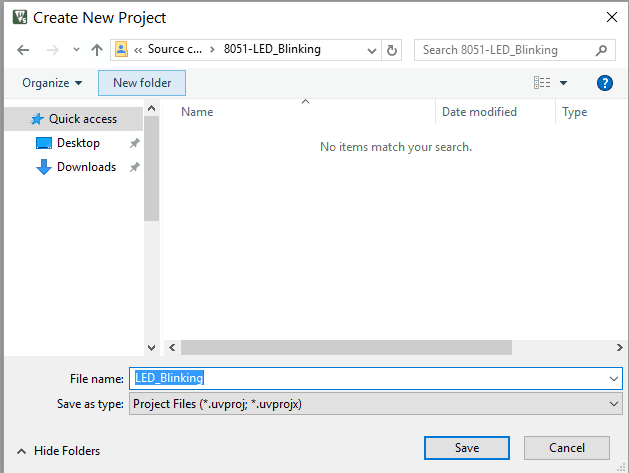 Create New Project
« Source c... > 8051-LED_Blinking
Search 8051-LED_Blinking
Organize
New folder
Name
Date modified
Type
Quick access
Desktop
Downloads
No items match your search.
File name: LED_Blinking
Save as type: Project Files (*.uvproj; *.uvprojx)
Hide Folders
Save
Cancel